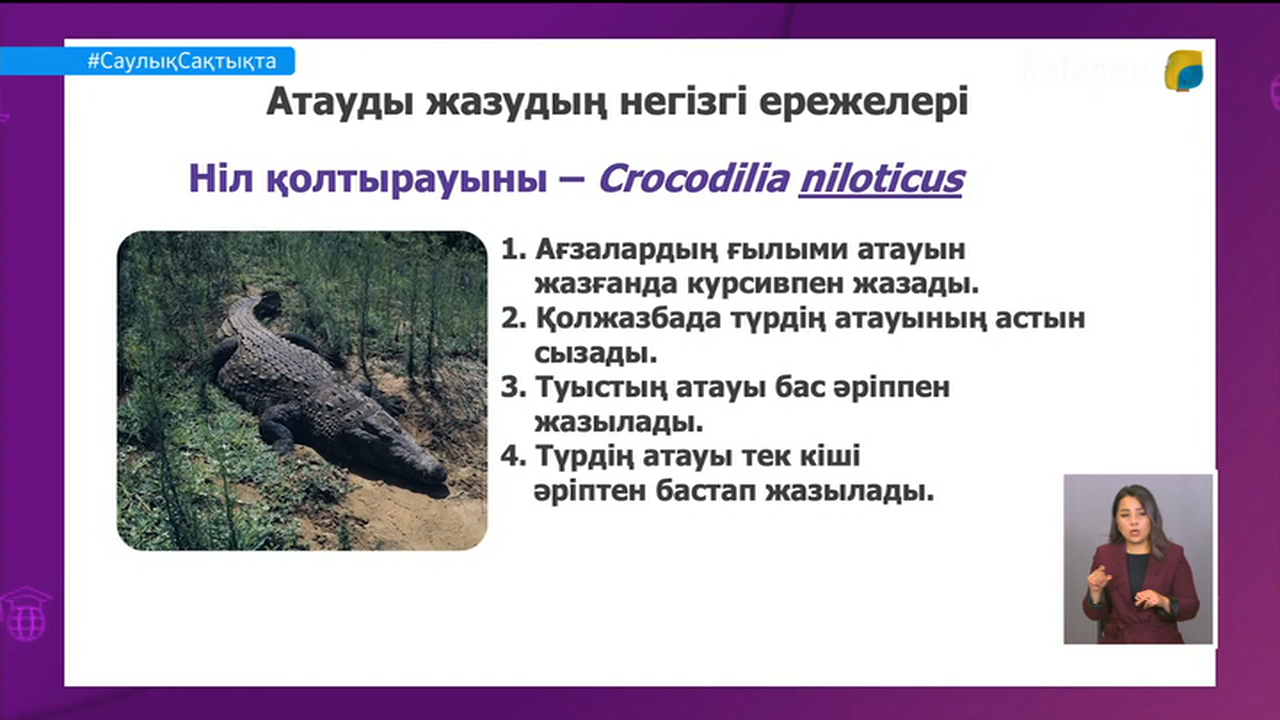 #СаулықСақтықта
Balapan
Атауды жазудың негізгі ережелері
Ніл қолтырауыны – Crocodilia niloticus
1. Ағзалардың ғылыми атауын
жазғанда курсивпен жазады.
2. Қолжазбада түрдің атауының астын
сызады.
3. Туыстың атауы бас әріппен
жазылады.
4. Түрдің атауы тек кіші
әріптен бастап жазылады.